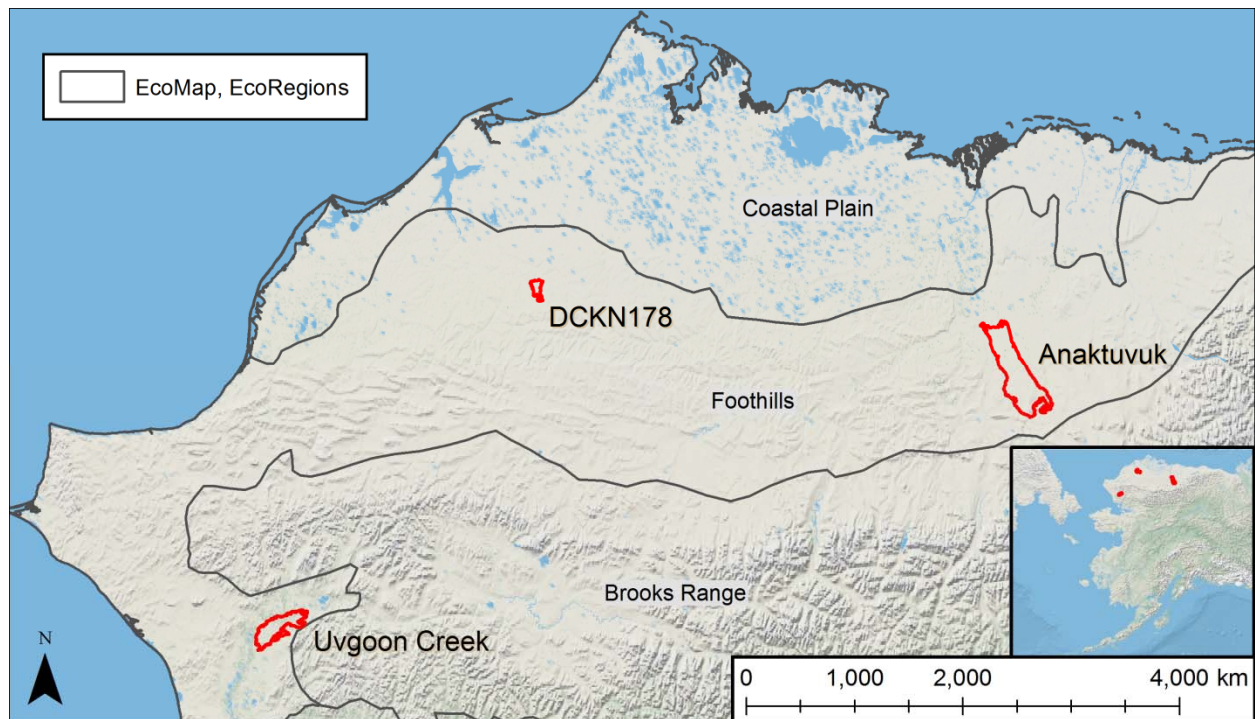 EcoMap, EcoRegions
Coastal Plain
DCKN178
Anaktuvuk
Foothills
Brooks Range
Uvgoon Creek
N
0 1,000 2,000 4,000 km